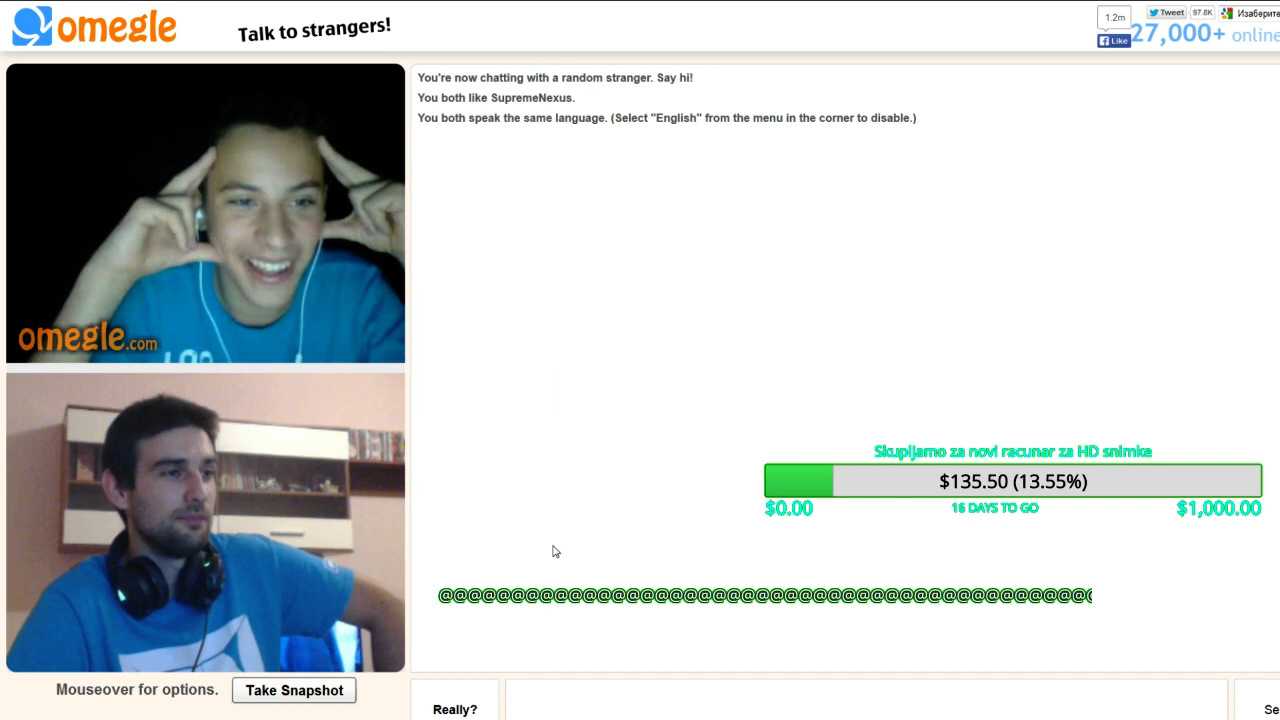 omegle
Talk to strangers!
1.2m
Like
Tweet
97.8K
Изаберите
27,000+ online
You're now chatting with a random stranger. Say hi!
You both like SupremeNexus.
You both speak the same language. (Select "English" from the menu in the corner to disable.)
omegle.com
Skupljamo za novi racunar za HD snimke
$135.50 (13.55%)
$0.00
16 DAYS TO GO
$1,000.00
@@@@@@@@@@@@@@@@@@@@@@@@@@@@@@@@@@@@@@@@@@@@@
Mouseover for options.
Take Snapshot
Really?
Se